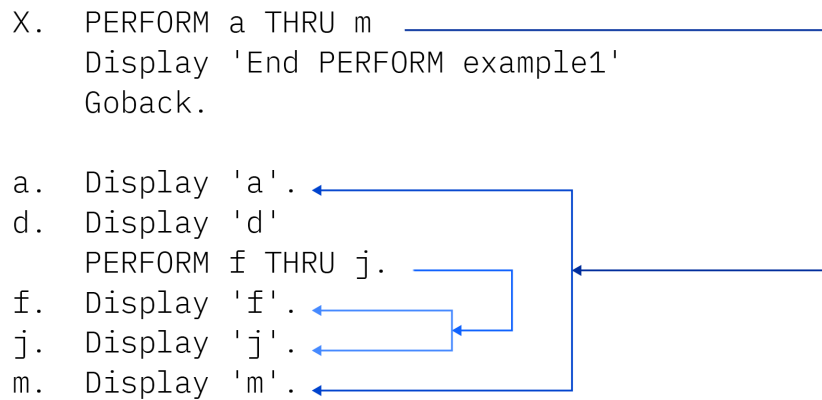 X. PERFORM a THRU m
Display 'End PERFORM example1'
Goback.
a. Display 'a'.
d. Display 'd'
PERFORM f THRU j.
f. Display 'f'.
j. Display 'j'.
m. Display 'm'.